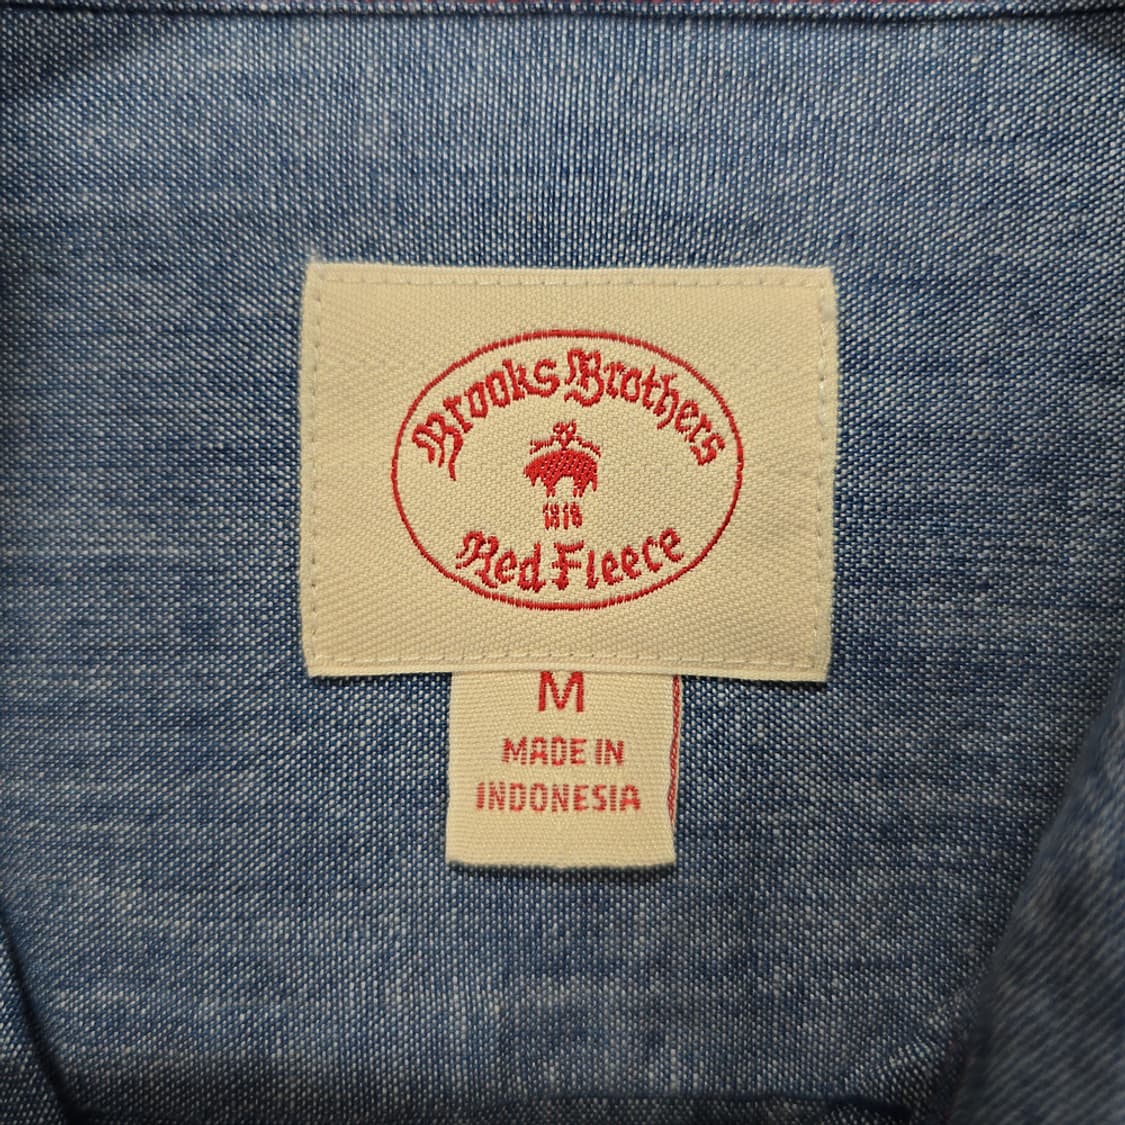 Brooks Brothers
1818
Red Fleece
M
MADE IN
INDONESIA